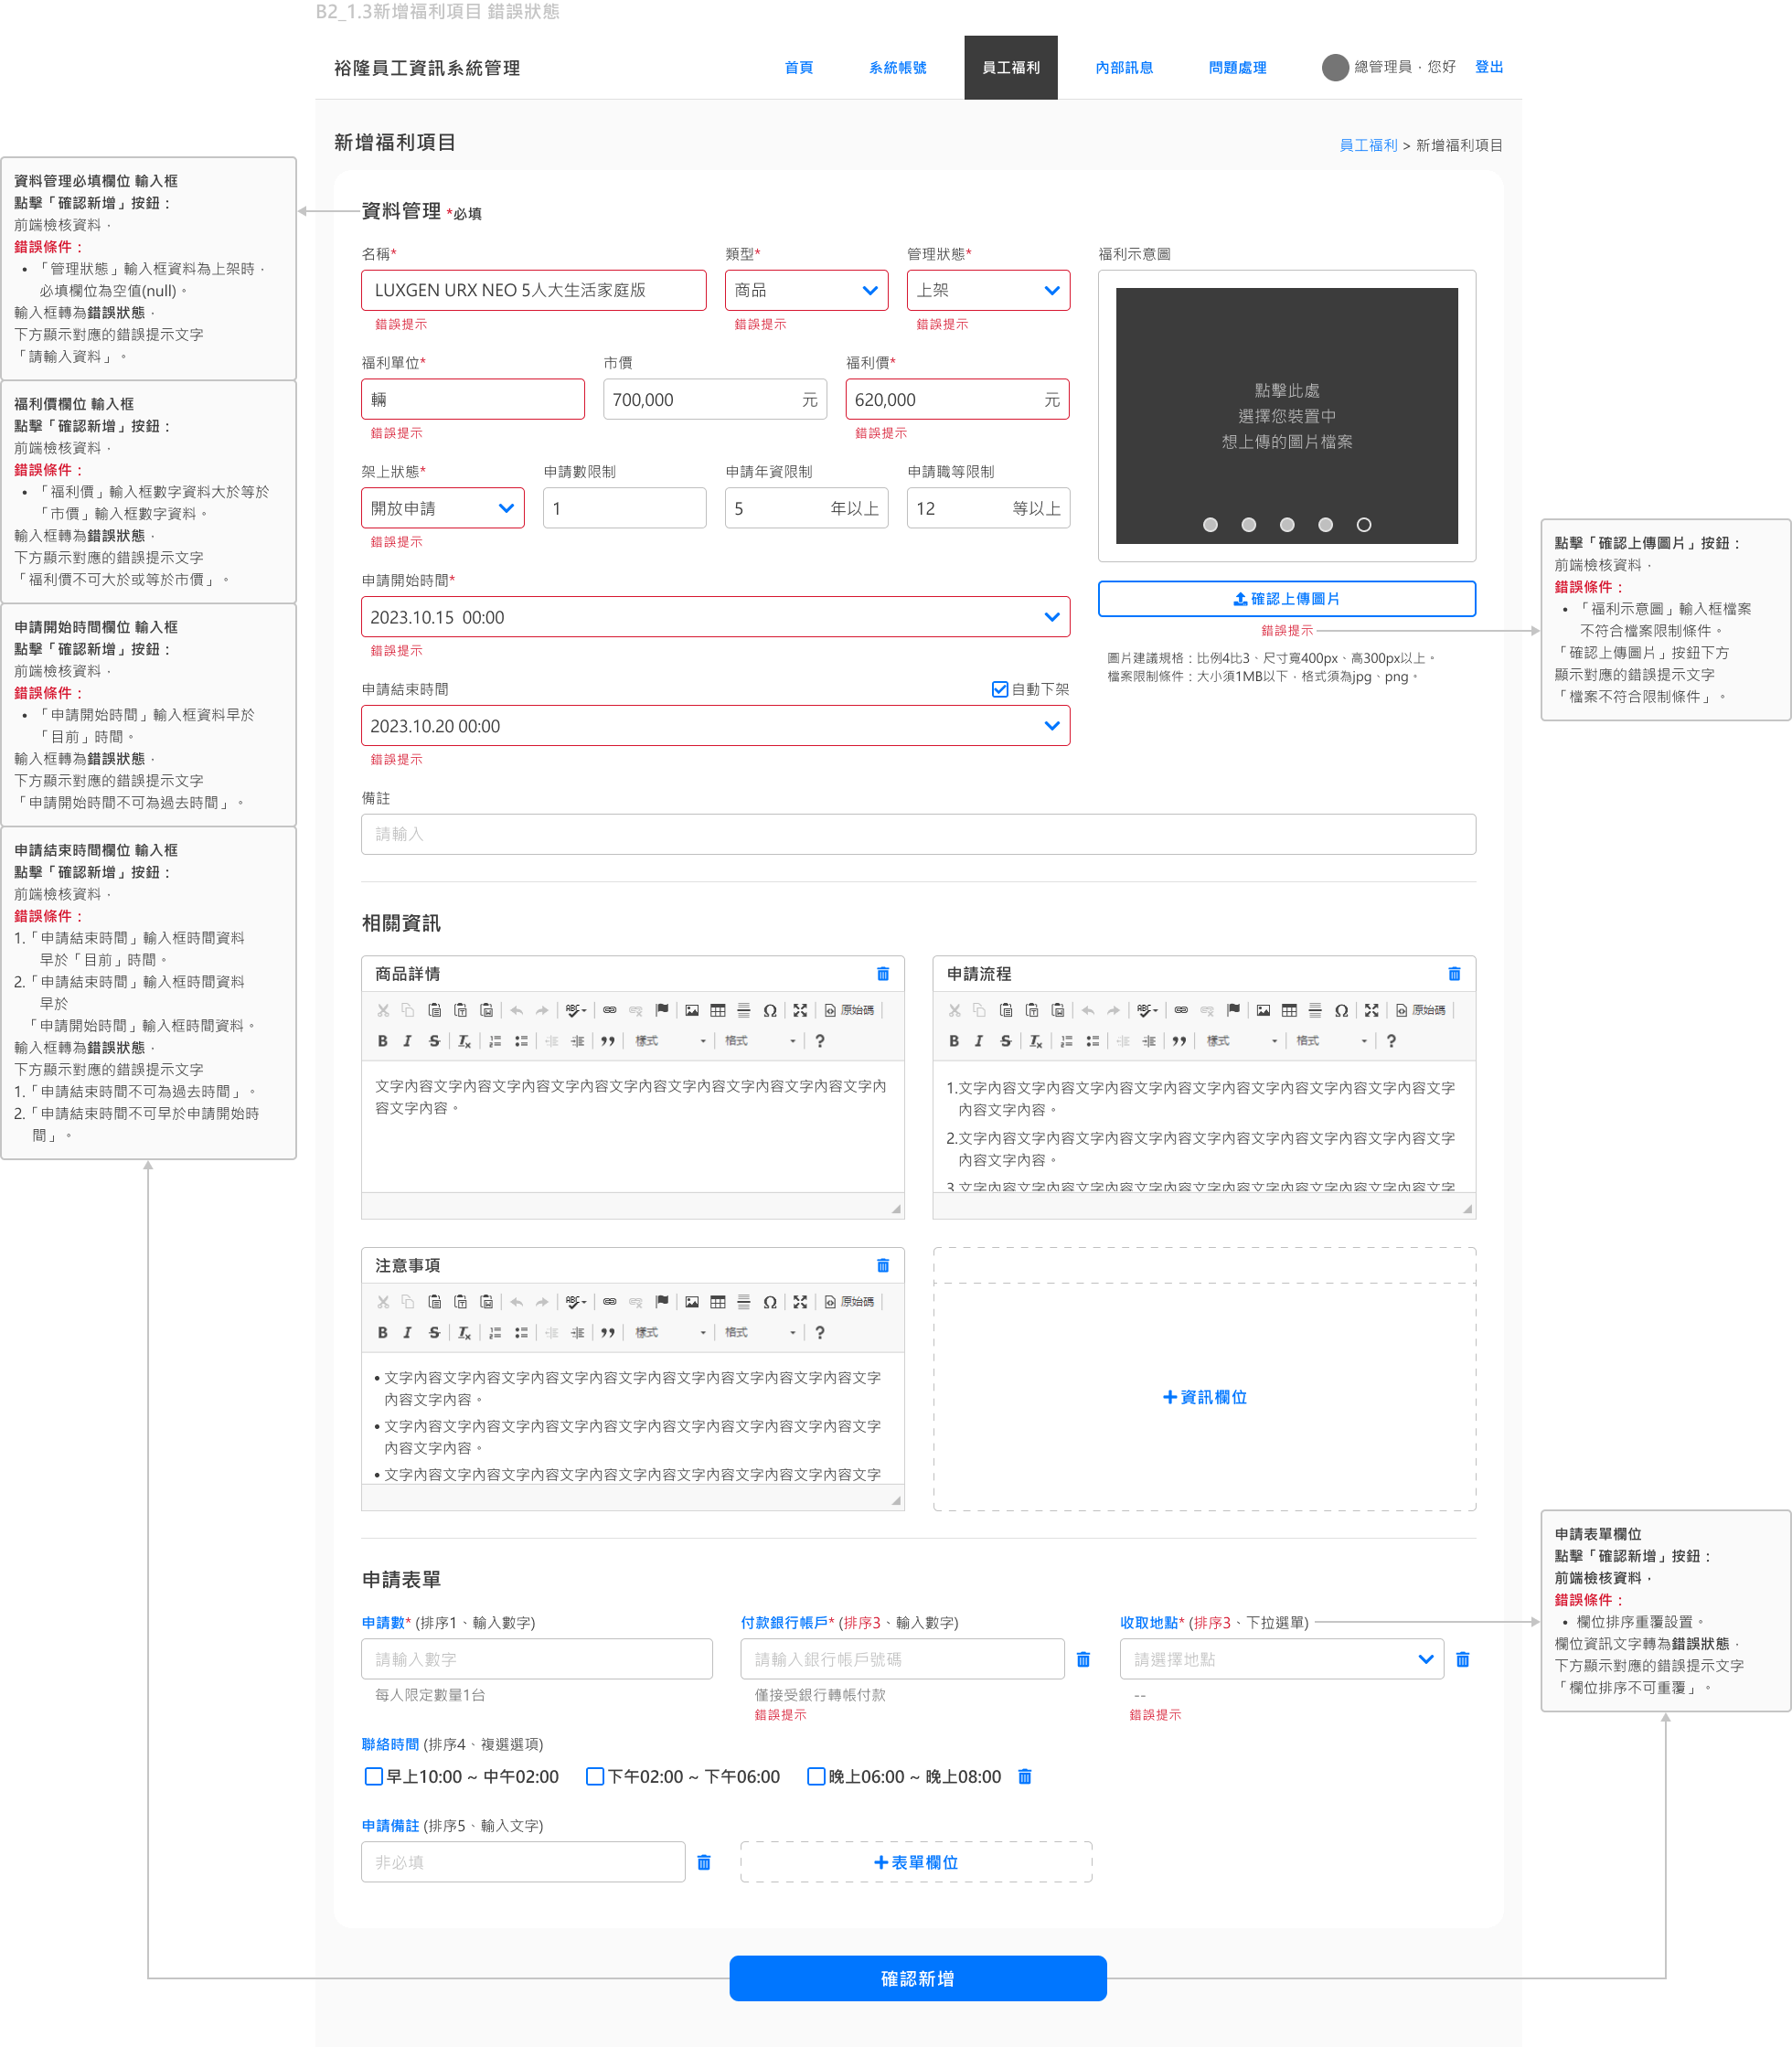 B2_1.3新增福利項目 錯誤狀態
裕隆員工資訊系統管理
首頁
系統帳號
員工福利
內部訊息
問題處理
總管理員，您好
登出
新增福利項目
員工福利 > 新增福利項目
資料管理必填欄位 輸入框
點擊「確認新增」按鈕：
前端檢核資料，
錯誤條件：
• 「管理狀態」輸入框資料為上架時，
必填欄位為空值(null)。
輸入框轉為錯誤狀態，
下方顯示對應的錯誤提示文字
「請輸入資料」。
福利價欄位 輸入框
點擊「確認新增」按鈕：
前端檢核資料，
錯誤條件：
• 「福利價」輸入框數字資料大於等於
「市價」輸入框數字資料。
輸入框轉為錯誤狀態，
下方顯示對應的錯誤提示文字
「福利價不可大於或等於市價」。
申請開始時間欄位 輸入框
點擊「確認新增」按鈕：
前端檢核資料，
錯誤條件：
• 「申請開始時間」輸入框資料早於
「目前」時間。
輸入框轉為錯誤狀態，
下方顯示對應的錯誤提示文字
「申請開始時間不可為過去時間」。
申請結束時間欄位 輸入框
點擊「確認新增」按鈕：
前端檢核資料，
錯誤條件：
1.「申請結束時間」輸入框時間資料
早於「目前」時間。
2.「申請結束時間」輸入框時間資料
早於
「申請開始時間」輸入框時間資料。
輸入框轉為錯誤狀態，
下方顯示對應的錯誤提示文字
1.「申請結束時間不可為過去時間」。
2.「申請結束時間不可早於申請開始時
間」。
資料管理 *必填
名稱*
類型*
管理狀態*
LUXGEN URX NEO 5人大生活家庭版
商品
上架
錯誤提示
錯誤提示
錯誤提示
福利單位*
市價
福利價*
輛
700,000 元
620,000 元
錯誤提示
錯誤提示
架上狀態*
申請數限制
申請年資限制
申請職等限制
開放申請
1
5 年以上
12 等以上
錯誤提示
申請開始時間*
2023.10.15 00:00
錯誤提示
申請結束時間
自動下架
2023.10.20 00:00
錯誤提示
福利示意圖
點擊此處
選擇您裝置中
想上傳的圖片檔案
確認上傳圖片
錯誤提示
圖片建議規格：比例4比3、尺寸寬400px、高300px以上。
檔案限制條件：大小須1MB以下，格式須為jpg、png。
點擊「確認上傳圖片」按鈕：
前端檢核資料，
錯誤條件：
• 「福利示意圖」輸入框檔案
不符合檔案限制條件。
「確認上傳圖片」按鈕下方
顯示對應的錯誤提示文字
「檔案不符合限制條件」。
備註
請輸入
相關資訊
商品詳情
ABC
原始碼
B I S Tx 樣式 格式 ?
文字內容文字內容文字內容文字內容文字內容文字內容文字內容文字內容文字內
容文字內容。
申請流程
ABC
原始碼
B I S Tx 樣式 格式 ?
1.文字內容文字內容文字內容文字內容文字內容文字內容文字內容文字內容文字
內容文字內容。
2.文字內容文字內容文字內容文字內容文字內容文字內容文字內容文字內容文字
內容文字內容。
3.文字內容文字內容文字內容文字內容文字內容文字內容文字內容文字內容文字
注意事項
ABC
原始碼
B I S Tx 樣式 格式 ?
• 文字內容文字內容文字內容文字內容文字內容文字內容文字內容文字內容文字
內容文字內容。
• 文字內容文字內容文字內容文字內容文字內容文字內容文字內容文字內容文字
內容文字內容。
• 文字內容文字內容文字內容文字內容文字內容文字內容文字內容文字內容文字
+資訊欄位
申請表單
申請數* (排序1、輸入數字)
付款銀行帳戶* (排序3、輸入數字)
收取地點* (排序3、下拉選單)
請輸入數字
請輸入銀行帳戶號碼
請選擇地點
每人限定數量1台
僅接受銀行轉帳付款
--
錯誤提示
錯誤提示
聯絡時間 (排序4、複選選項)
早上10:00 ~ 中午02:00
下午02:00 ~ 下午06:00
晚上06:00 ~ 晚上08:00
申請備註 (排序5、輸入文字)
非必填
+表單欄位
申請表單欄位
點擊「確認新增」按鈕：
前端檢核資料，
錯誤條件：
• 欄位排序重覆設置。
欄位資訊文字轉為錯誤狀態，
下方顯示對應的錯誤提示文字
「欄位排序不可重覆」。
確認新增